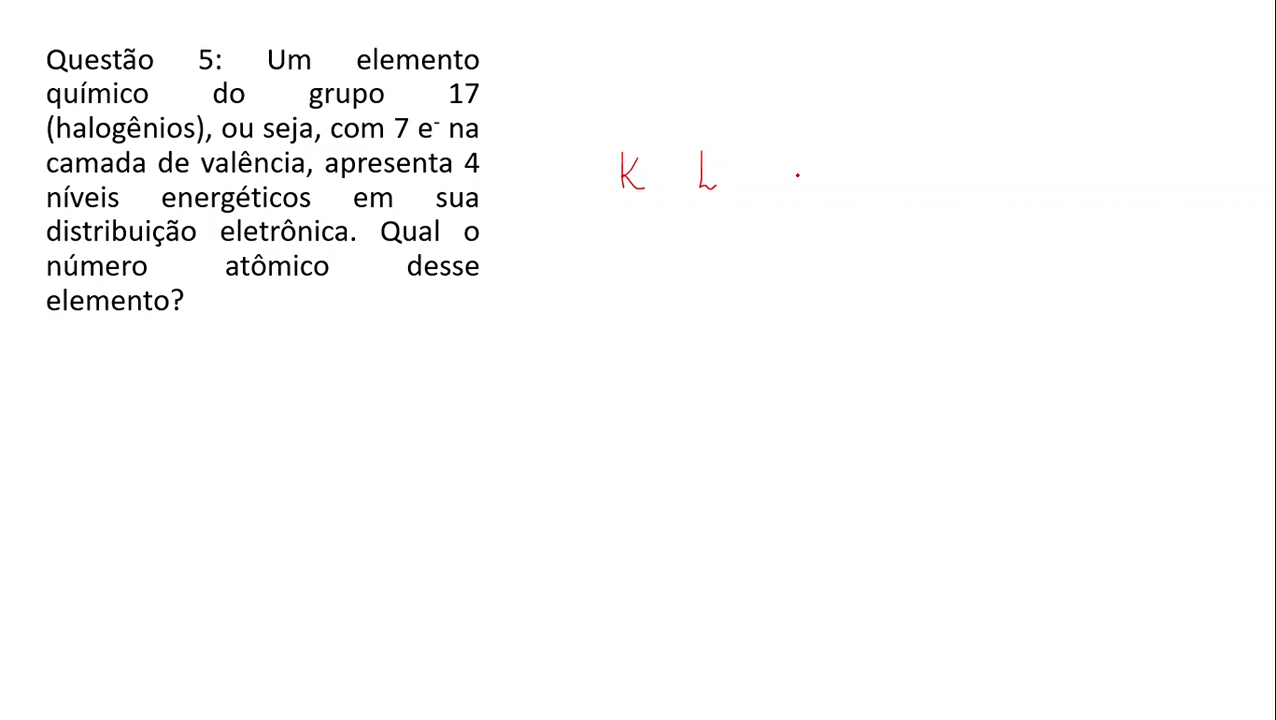 Questão 5: Um elemento
químico do grupo 17
(halogênios), ou seja, com 7 e⁻ na
camada de valência, apresenta 4
níveis energéticos em sua
distribuição eletrônica. Qual o
número atômico desse
elemento?
K L